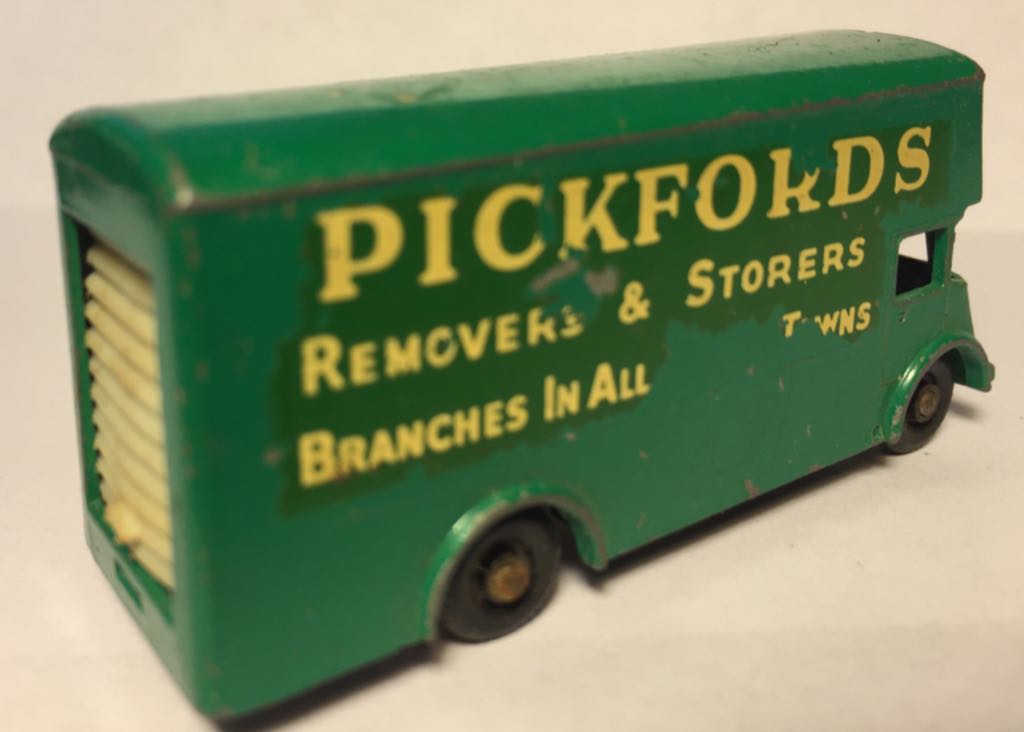 PICKFORDS
REMOVERS & STORERS
BRANCHES IN ALL TOWNS